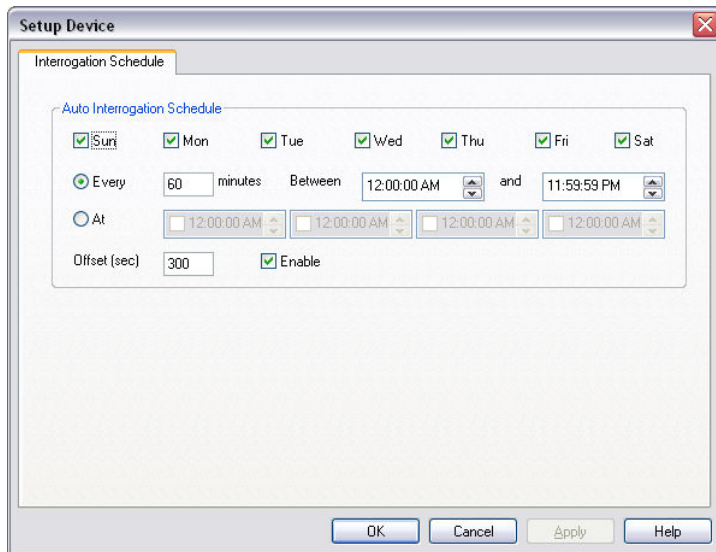 Setup Device
Interrogation Schedule
Auto Interrogation Schedule
Sun Mon Tue Wed Thu Fri Sat
Every 60 minutes Between 12:00:00 AM and 11:59:59 PM
At 12:00:00 AM 12:00:00 AM 12:00:00 AM 12:00:00 AM
Offset (sec) 300 Enable
OK Cancel Apply Help